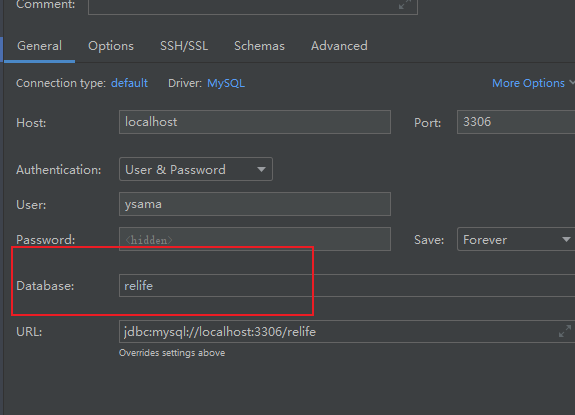 Comment:
General Options SSH/SSL Schemas Advanced
Connection type: default Driver: MySQL More Options
Host: localhost Port: 3306
Authentication: User & Password
User: ysama
Password: <hidden> Save: Forever
Database: relife
URL: jdbc:mysql://localhost:3306/relife
Overrides settings above